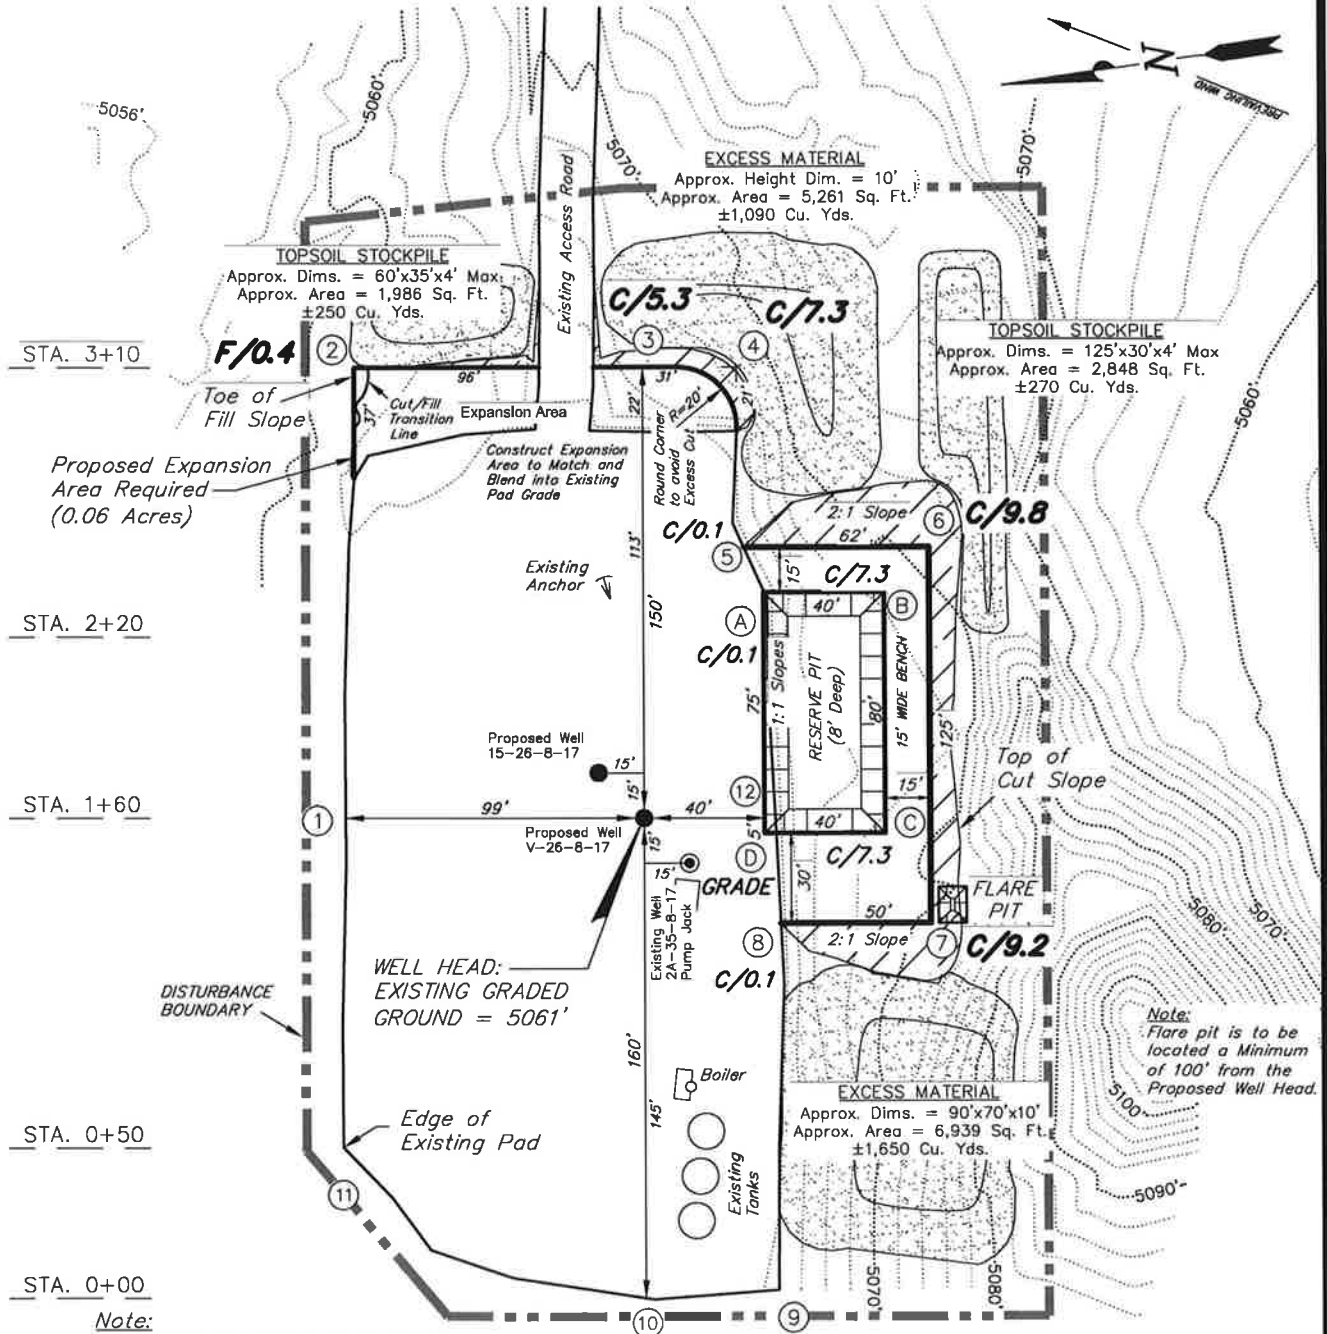 N
PREVAILING WIND
5056'
5060'
5070'
5070'
EXCESS MATERIAL
Approx. Height Dim. = 10'
Approx. Area = 5,261 Sq. Ft.
±1,090 Cu. Yds.
Existing Access Road
TOPSOIL STOCKPILE
Approx. Dims. = 60'x35'x4' Max
Approx. Area = 1,986 Sq. Ft.
±250 Cu. Yds.
C/5.3
C/7.3
3
4
TOPSOIL STOCKPILE
Approx. Dims. = 125'x30'x4' Max
Approx. Area = 2,848 Sq. Ft.
±270 Cu. Yds.
STA. 3+10
F/0.4
2
Toe of
Fill Slope
96'
31'
37'
Cut/Fill
Transition
Line
Expansion Area
22'
R=20'
21'
5060'
Proposed Expansion
Area Required
(0.06 Acres)
Construct Expansion
Area to Match and
Blend into Existing
Pad Grade
Round Corner
to avoid
Excess Cut
C/0.1
5
2:1 Slope
62'
6
C/9.8
113'
150'
Existing
Anchor
15'
C/7.3
STA. 2+20
A
40'
B
C/0.1
75'
1:1 Slopes
RESERVE PIT
(8' Deep)
80'
15' WIDE BENCH
125'
Top of
Cut Slope
Proposed Well
15-26-8-17
15'
15'
15'
STA. 1+60
1
99'
40'
12
5'
40'
C
Proposed Well
V-26-8-17
15'
15'
D
C/7.3
GRADE
30'
50'
FLARE
PIT
Existing Well
2A-35-8-17
Pump Jack
8
2:1 Slope
7
C/9.2
C/0.1
5080'
5070'
WELL HEAD:
EXISTING GRADED
GROUND = 5061'
DISTURBANCE
BOUNDARY
Note:
Flare pit is to be
located a Minimum
of 100' from the
Proposed Well Head.
160'
145'
Boiler
EXCESS MATERIAL
Approx. Dims. = 90'x70'x10'
Approx. Area = 6,939 Sq. Ft.
±1,650 Cu. Yds.
5100'
STA. 0+50
Edge of
Existing Pad
Existing
Tanks
5090'
11
STA. 0+00
5070'
5080'
Note:
10
9